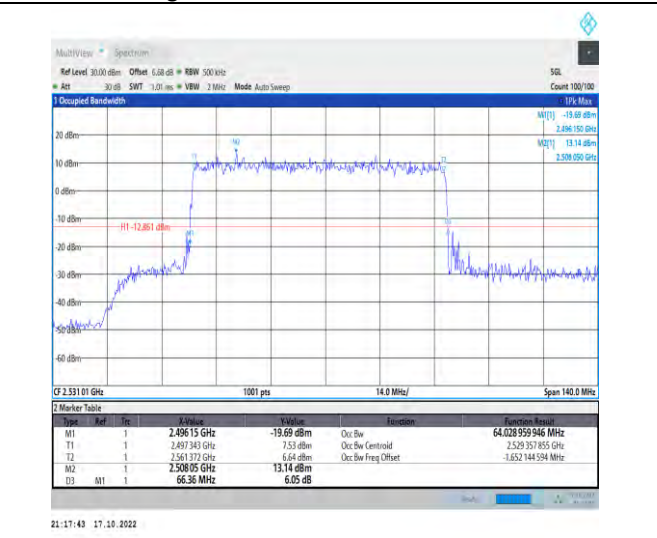 MultiView Spectrum
Ref Level 30.00 dBm Offset 6.68 dB RBW 500 kHz SGL
Att 30 dB SWT 1.01 ms VBW 2 MHz Mode Auto Sweep Count 100/100
1 Occupied Bandwidth 1Pk Max
M1[1] -19.69 dBm
2.496 150 GHz
20 dBm
M2[1] 13.14 dBm
2.508 050 GHz
M2
T1
T2
10 dBm
0 dBm
-10 dBm
H1 -12.861 dBm
M1
D3
-20 dBm
-30 dBm
-40 dBm
-50 dBm
-60 dBm
CF 2.531 01 GHz 1001 pts 14.0 MHz/ Span 140.0 MHz
2 Marker Table
Type Ref Trc X-Value Y-Value Function Function Result
M1 1 2.496 15 GHz -19.69 dBm Occ Bw 64.028 959 946 MHz
T1 1 2.497 343 GHz 7.53 dBm Occ Bw Centroid 2.529 357 855 GHz
T2 1 2.561 372 GHz 6.64 dBm Occ Bw Freq Offset -1.652 144 594 MHz
M2 1 2.508 05 GHz 13.14 dBm
D3 M1 1 66.36 MHz 6.05 dB
21:17:43 17.10.2022